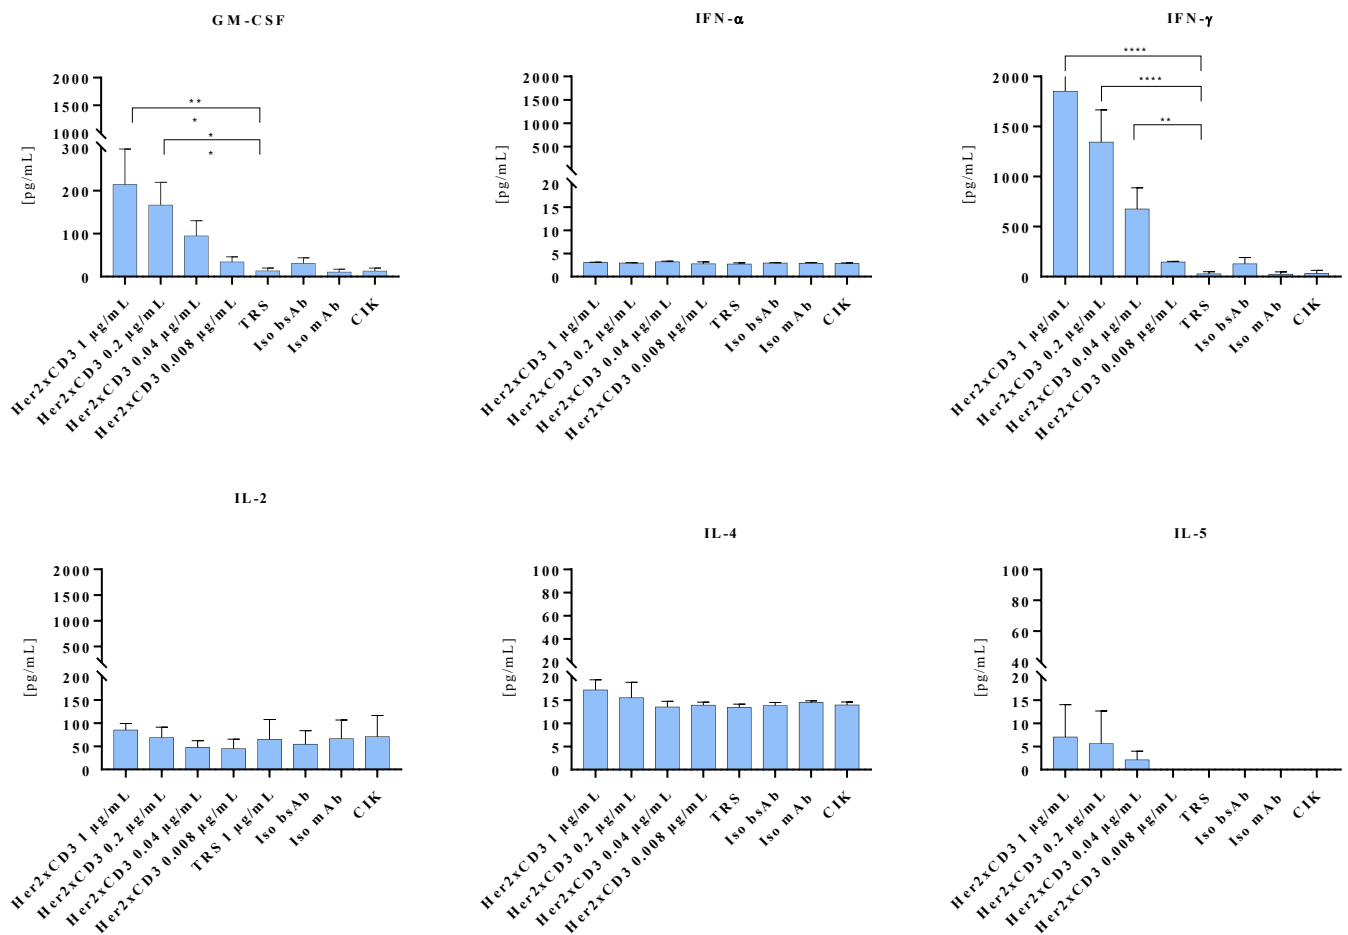 GM-CSF
[pg/mL]
2000
1500
1000
300
200
100
0
**
*
*
*
Her2xCD3 1 µg/mL
Her2xCD3 0.2 µg/mL
Her2xCD3 0.04 µg/mL
Her2xCD3 0.008 µg/mL
TRS
Iso bsAb
Iso mAb
CIK
IFN-α
[pg/mL]
2000
1500
1000
500
20
15
10
5
0
Her2xCD3 1 µg/mL
Her2xCD3 0.2 µg/mL
Her2xCD3 0.04 µg/mL
Her2xCD3 0.008 µg/mL
TRS
Iso bsAb
Iso mAb
CIK
IFN-γ
[pg/mL]
2000
1500
1000
500
0
****
****
**
Her2xCD3 1 µg/mL
Her2xCD3 0.2 µg/mL
Her2xCD3 0.04 µg/mL
Her2xCD3 0.008 µg/mL
TRS
Iso bsAb
Iso mAb
CIK
IL-2
[pg/mL]
2000
1500
1000
500
200
150
100
50
0
Her2xCD3 1 µg/mL
Her2xCD3 0.2 µg/mL
Her2xCD3 0.04 µg/mL
Her2xCD3 0.008 µg/mL
TRS 1 µg/mL
Iso bsAb
Iso mAb
CIK
IL-4
[pg/mL]
100
80
60
40
20
20
15
10
5
0
Her2xCD3 1 µg/mL
Her2xCD3 0.2 µg/mL
Her2xCD3 0.04 µg/mL
Her2xCD3 0.008 µg/mL
TRS
Iso bsAb
Iso mAb
CIK
IL-5
[pg/mL]
100
80
60
40
20
15
10
5
0
Her2xCD3 1 µg/mL
Her2xCD3 0.2 µg/mL
Her2xCD3 0.04 µg/mL
Her2xCD3 0.008 µg/mL
TRS
Iso bsAb
Iso mAb
CIK